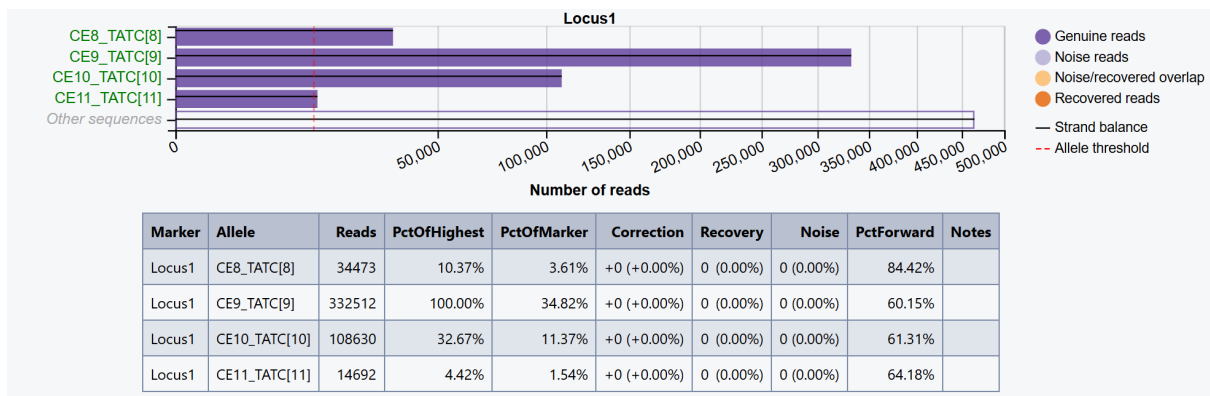 Locus1
CE8_TATC[8]
CE9_TATC[9]
CE10_TATC[10]
CE11_TATC[11]
Other sequences
0
50,000
100,000
150,000
200,000
250,000
300,000
350,000
400,000
450,000
500,000
Number of reads
Genuine reads
Noise reads
Noise/recovered overlap
Recovered reads
Strand balance
Allele threshold
Marker Allele Reads PctOfHighest PctOfMarker Correction Recovery Noise PctForward Notes
Locus1 CE8_TATC[8] 34473 10.37% 3.61% +0 (+0.00%) 0 (0.00%) 0 (0.00%) 84.42%
Locus1 CE9_TATC[9] 332512 100.00% 34.82% +0 (+0.00%) 0 (0.00%) 0 (0.00%) 60.15%
Locus1 CE10_TATC[10] 108630 32.67% 11.37% +0 (+0.00%) 0 (0.00%) 0 (0.00%) 61.31%
Locus1 CE11_TATC[11] 14692 4.42% 1.54% +0 (+0.00%) 0 (0.00%) 0 (0.00%) 64.18%